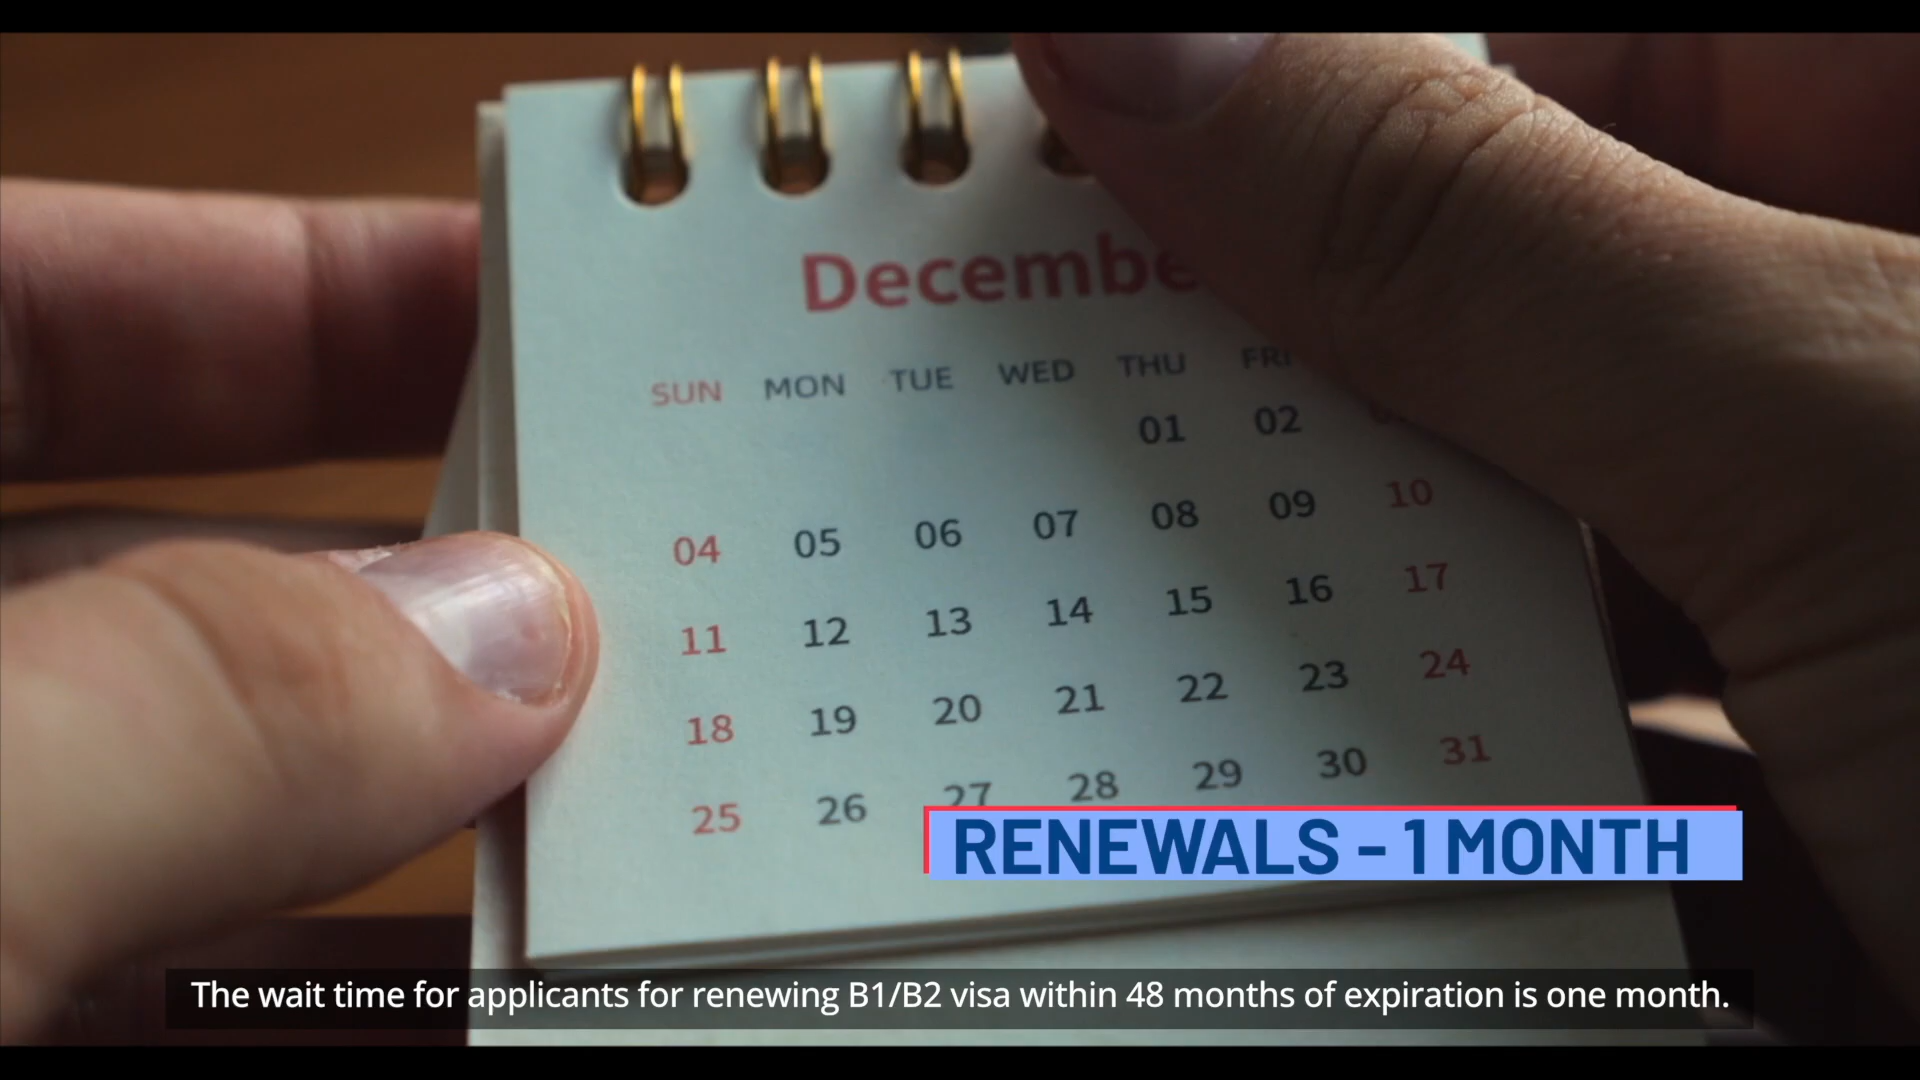 Decembe
SUN MON TUE WED THU FRI
01 02
04 05 06 07 08 09 10
11 12 13 14 15 16 17
18 19 20 21 22 23 24
25 26 27 28 29 30 31
RENEWALS - 1 MONTH
The wait time for applicants for renewing B1/B2 visa within 48 months of expiration is one month.